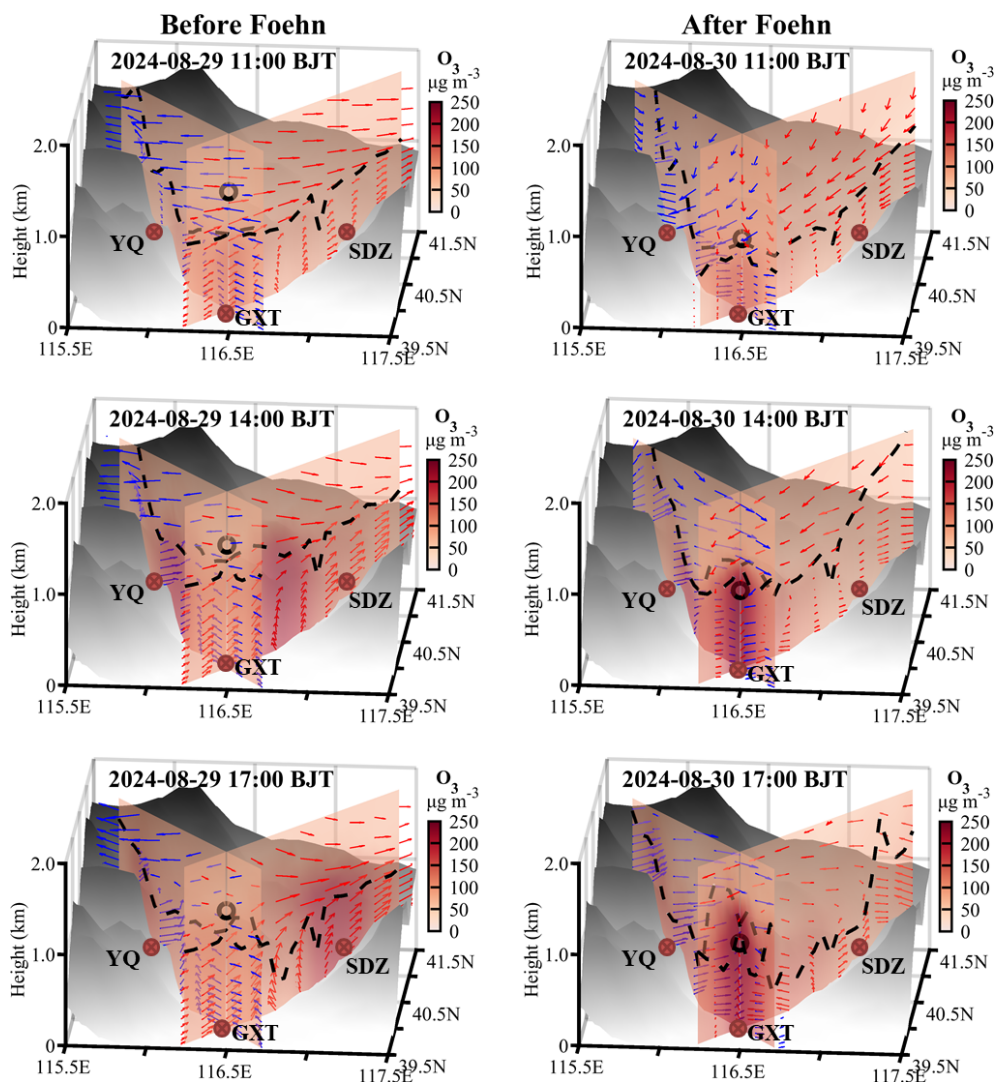 Before Foehn
After Foehn
2024-08-29 11:00 BJT
O3
μg m-3
250
200
150
100
50
0
2.0
1.0
0
Height (km)
YQ
SDZ
GXT
115.5E
116.5E
117.5E
39.5N
40.5N
41.5N
2024-08-30 11:00 BJT
O3
μg m-3
250
200
150
100
50
0
2.0
1.0
0
Height (km)
YQ
SDZ
GXT
115.5E
116.5E
117.5E
39.5N
40.5N
41.5N
2024-08-29 14:00 BJT
O3
μg m-3
250
200
150
100
50
0
2.0
1.0
0
Height (km)
YQ
SDZ
GXT
115.5E
116.5E
117.5E
39.5N
40.5N
41.5N
2024-08-30 14:00 BJT
O3
μg m-3
250
200
150
100
50
0
2.0
1.0
0
Height (km)
YQ
SDZ
GXT
115.5E
116.5E
117.5E
39.5N
40.5N
41.5N
2024-08-29 17:00 BJT
O3
μg m-3
250
200
150
100
50
0
2.0
1.0
0
Height (km)
YQ
SDZ
GXT
115.5E
116.5E
117.5E
39.5N
40.5N
41.5N
2024-08-30 17:00 BJT
O3
μg m-3
250
200
150
100
50
0
2.0
1.0
0
Height (km)
YQ
SDZ
GXT
115.5E
116.5E
117.5E
39.5N
40.5N
41.5N